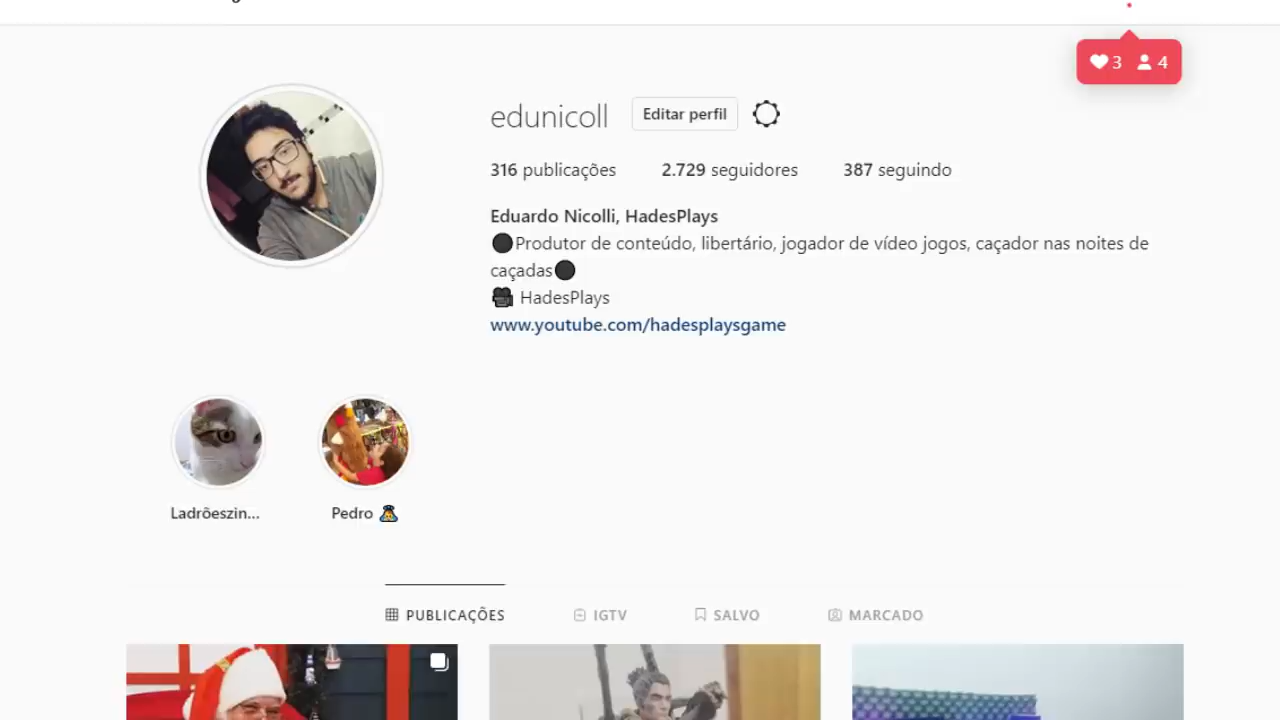 3 4
edunicoll Editar perfil
316 publicações 2.729 seguidores 387 seguindo
Eduardo Nicolli, HadesPlays
Produtor de conteúdo, libertário, jogador de vídeo jogos, caçador nas noites de
caçadas
HadesPlays
www.youtube.com/hadesplaysgame
Ladrõeszin... Pedro
PUBLICAÇÕES IGTV SALVO MARCADO